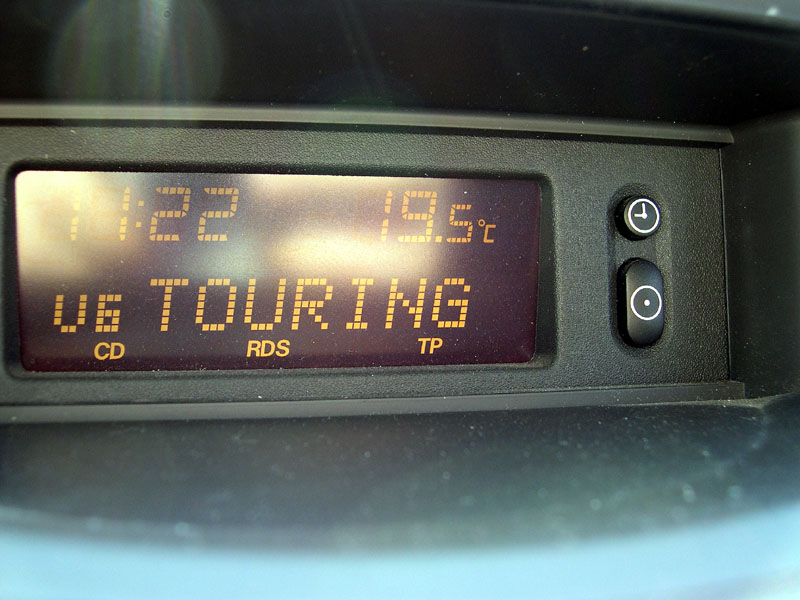 11:22 19.5°C
V6 TOURING
CD RDS TP